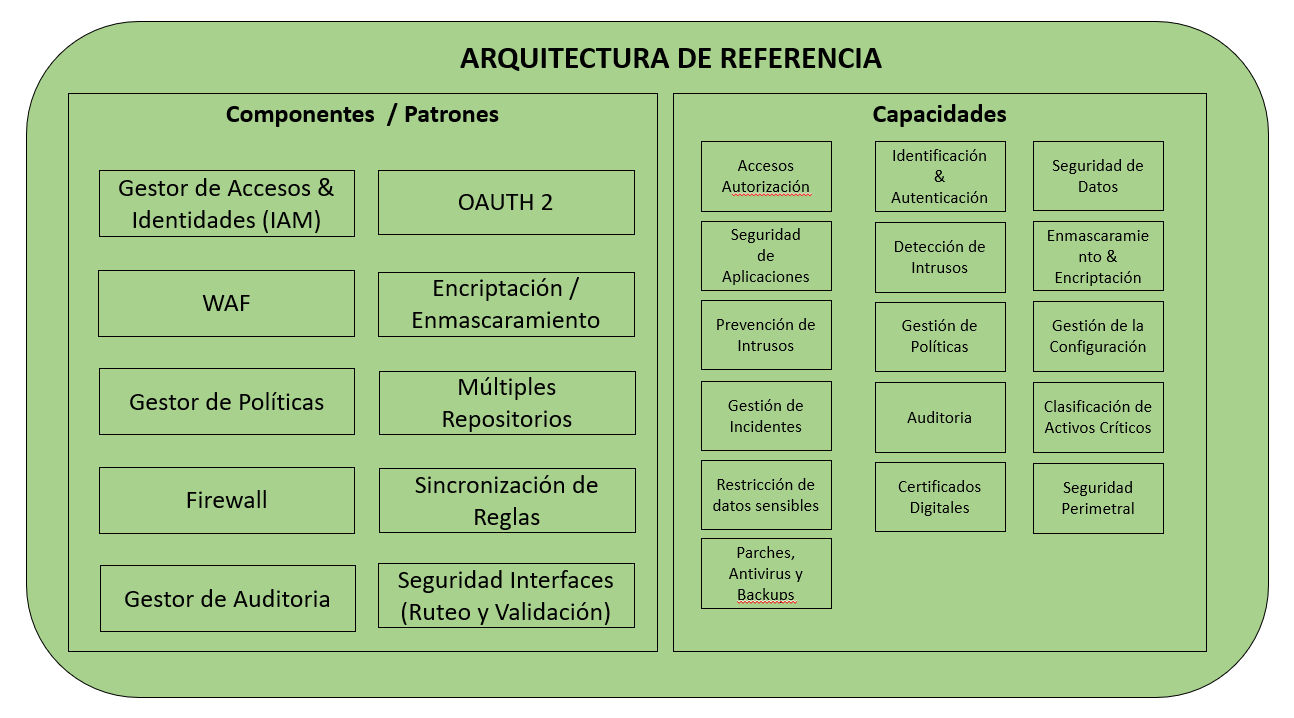 ARQUITECTURA DE REFERENCIA
Componentes / Patrones
Gestor de Accesos &
Identidades (IAM)
OAUTH 2
WAF
Encriptación /
Enmascaramiento
Gestor de Políticas
Múltiples
Repositorios
Firewall
Sincronización de
Reglas
Gestor de Auditoria
Seguridad Interfaces
(Ruteo y Validación)
Capacidades
Accesos
Autorización
Identificación
&
Autenticación
Seguridad de
Datos
Seguridad
de
Aplicaciones
Detección de
Intrusos
Enmascaramie
nto &
Encriptación
Prevención de
Intrusos
Gestión de
Políticas
Gestión de la
Configuración
Gestión de
Incidentes
Auditoria
Clasificación de
Activos Críticos
Restricción de
datos sensibles
Certificados
Digitales
Seguridad
Perimetral
Parches,
Antivirus y
Backups